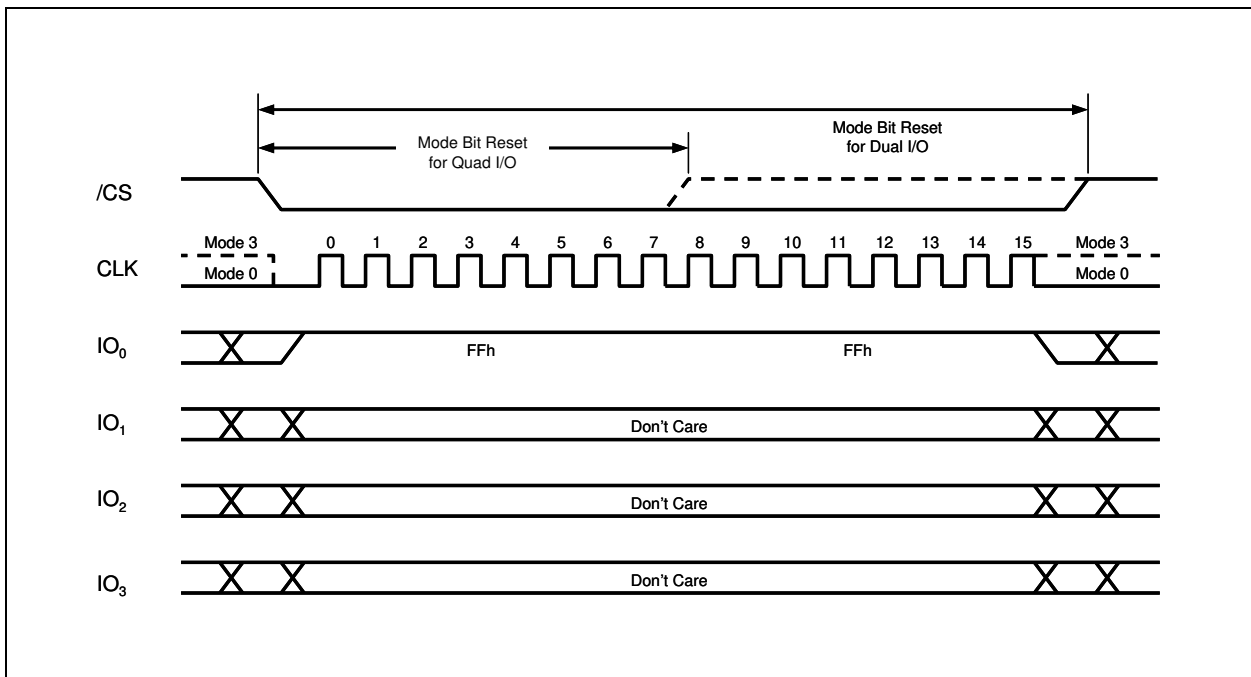 Mode Bit Reset
for Dual I/O
Mode Bit Reset
for Quad I/O
/CS
Mode 3
0 1 2 3 4 5 6 7 8 9 10 11 12 13 14 15
Mode 3
CLK
Mode 0
Mode 0
IO0
FFh
FFh
IO1
Don't Care
IO2
Don't Care
IO3
Don't Care